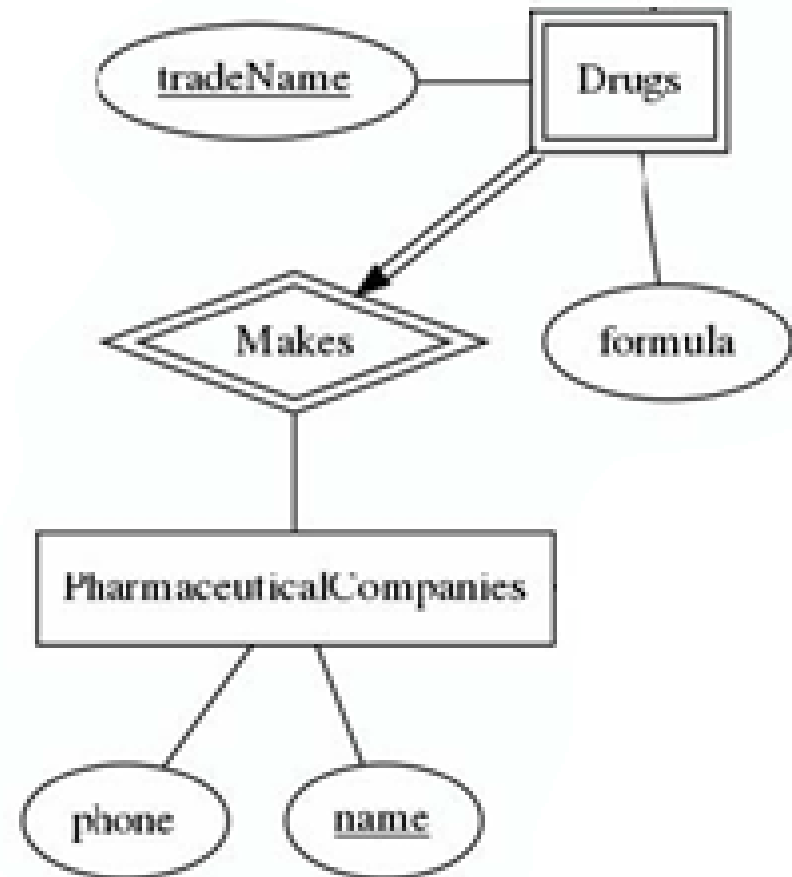 tradeName
Drugs
Makes
formula
PharmaceuticalCompanies
phone
name